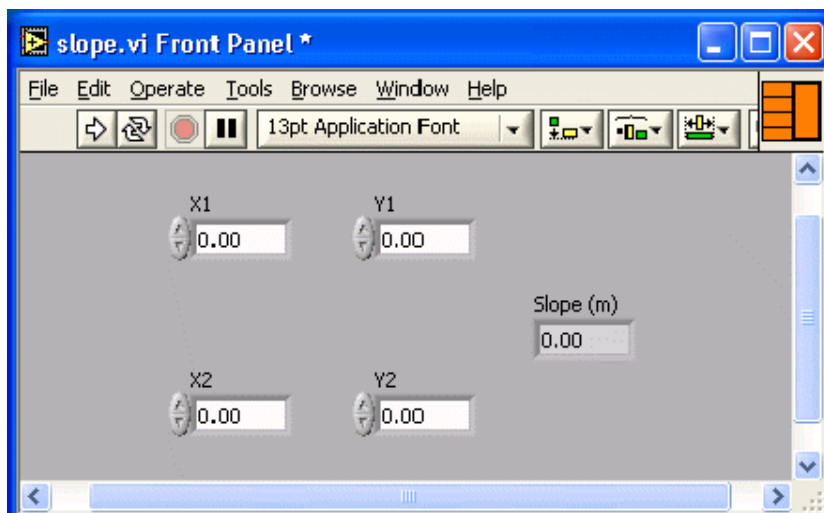 slope.vi Front Panel *
File Edit Operate Tools Browse Window Help
13pt Application Font
X1 Y1
0.00 0.00
Slope (m)
0.00
X2 Y2
0.00 0.00